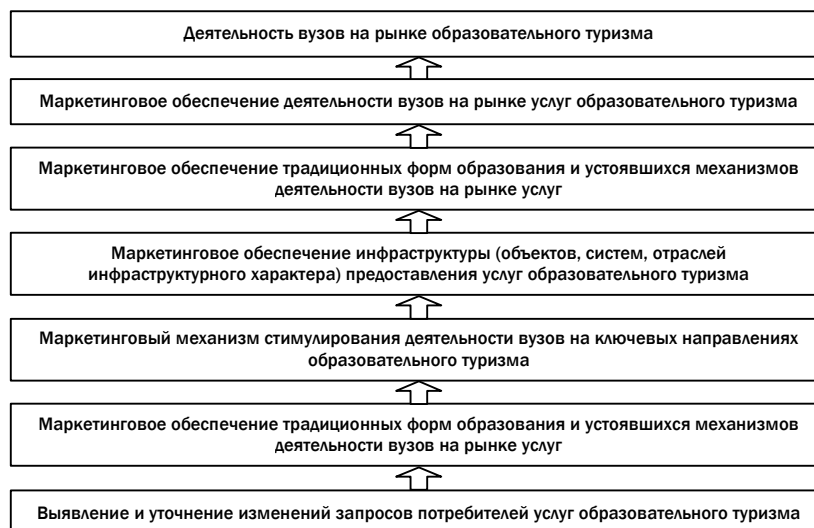 Деятельность вузов на рынке образовательного туризма
Маркетинговое обеспечение деятельности вузов на рынке услуг образовательного туризма
Маркетинговое обеспечение традиционных форм образования и устоявшихся механизмов
деятельности вузов на рынке услуг
Маркетинговое обеспечение инфраструктуры (объектов, систем, отраслей
инфраструктурного характера) предоставления услуг образовательного туризма
Маркетинговый механизм стимулирования деятельности вузов на ключевых направлениях
образовательного туризма
Маркетинговое обеспечение традиционных форм образования и устоявшихся механизмов
деятельности вузов на рынке услуг
Выявление и уточнение изменений запросов потребителей услуг образовательного туризма